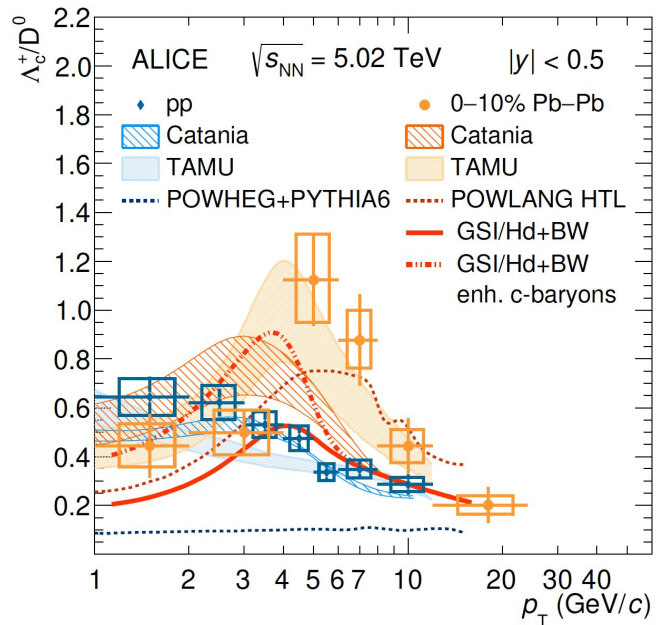 Λc+/D0
2.2
2.0
1.8
1.6
1.4
1.2
1.0
0.8
0.6
0.4
0.2
ALICE √sNN = 5.02 TeV |y| < 0.5
pp
Catania
TAMU
POWHEG+PYTHIA6
0−10% Pb−Pb
Catania
TAMU
POWLANG HTL
GSI/Hd+BW
GSI/Hd+BW
enh. c-baryons
1 2 3 4 5 6 7 10 20 30 40
pT (GeV/c)